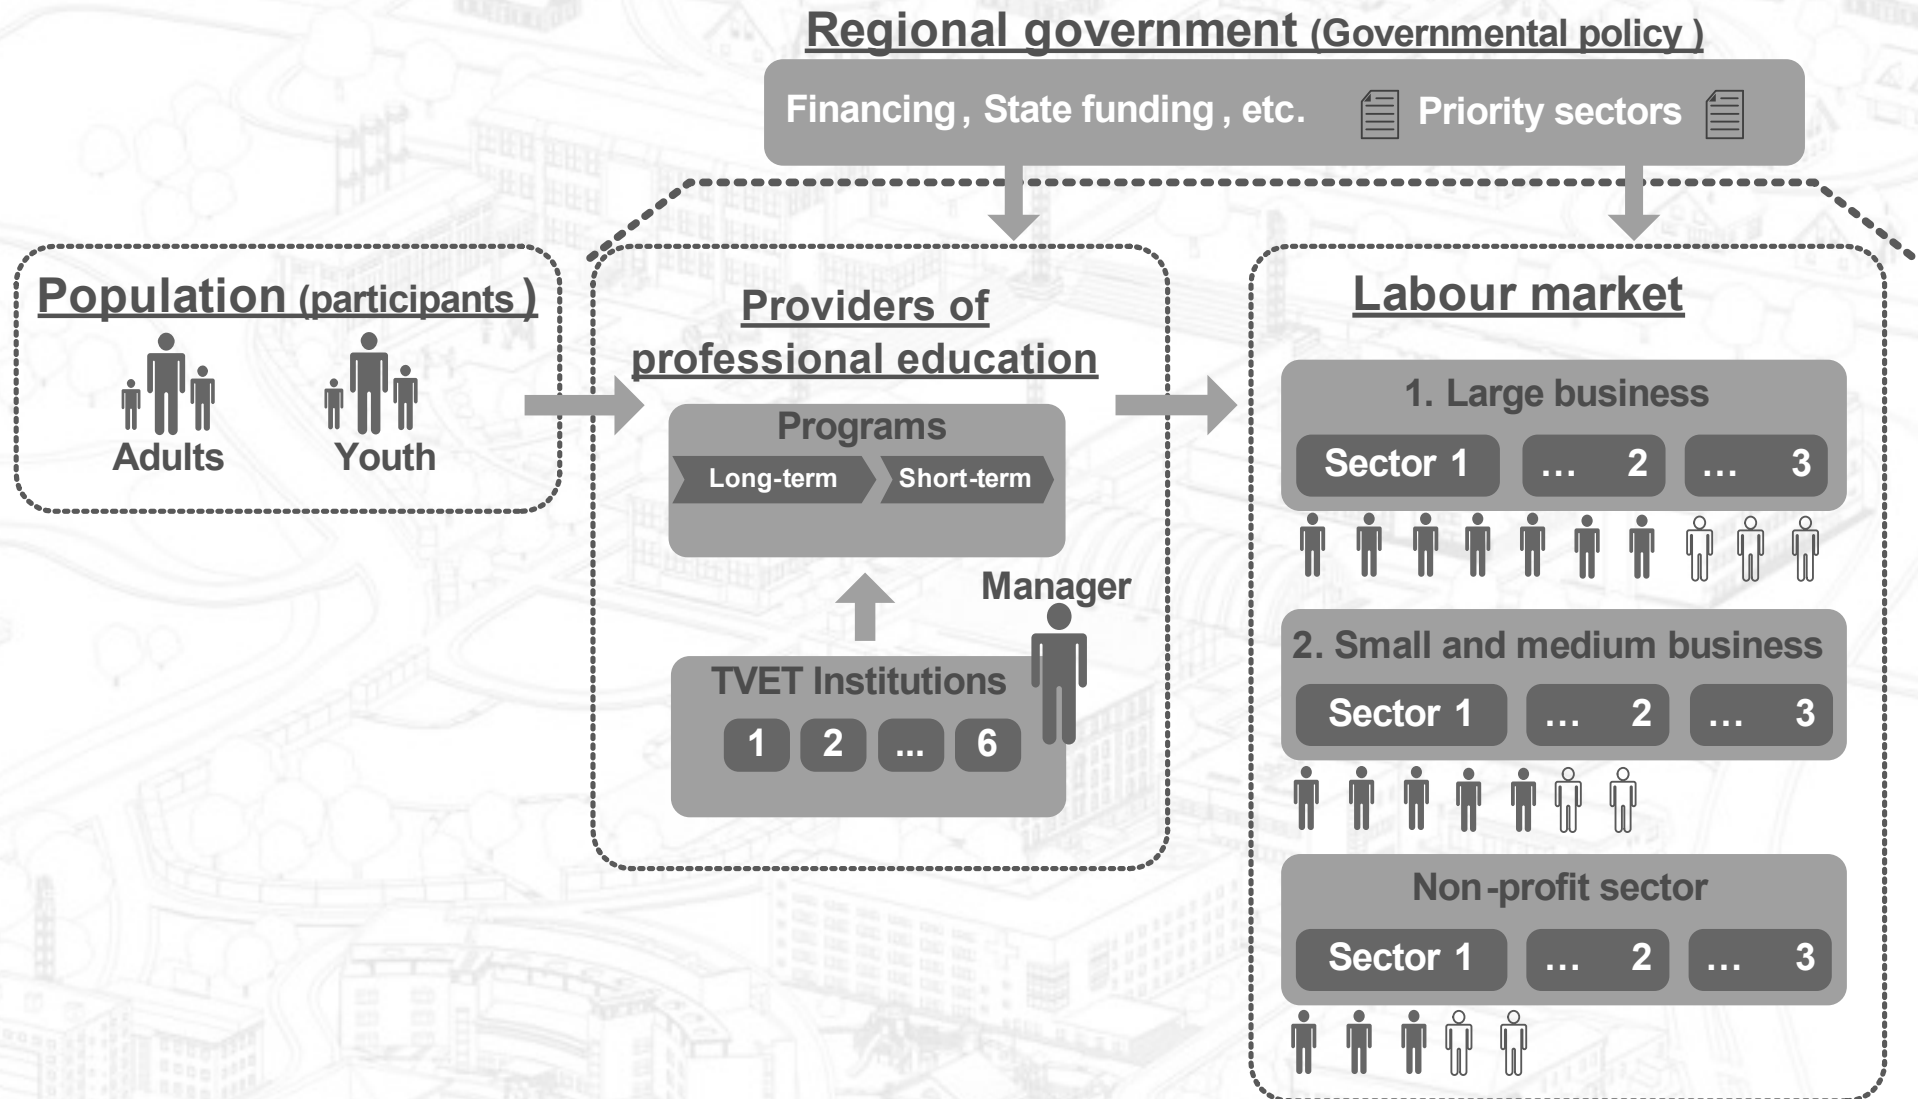 Regional government (Governmental policy )
Financing , State funding , etc.
Priority sectors
Population (participants )
Adults
Youth
Providers of
professional education
Programs
Long-term
Short-term
Manager
TVET Institutions
1
2
...
6
Labour market
1. Large business
Sector 1
... 2
... 3
2. Small and medium business
Sector 1
... 2
... 3
Non-profit sector
Sector 1
... 2
... 3